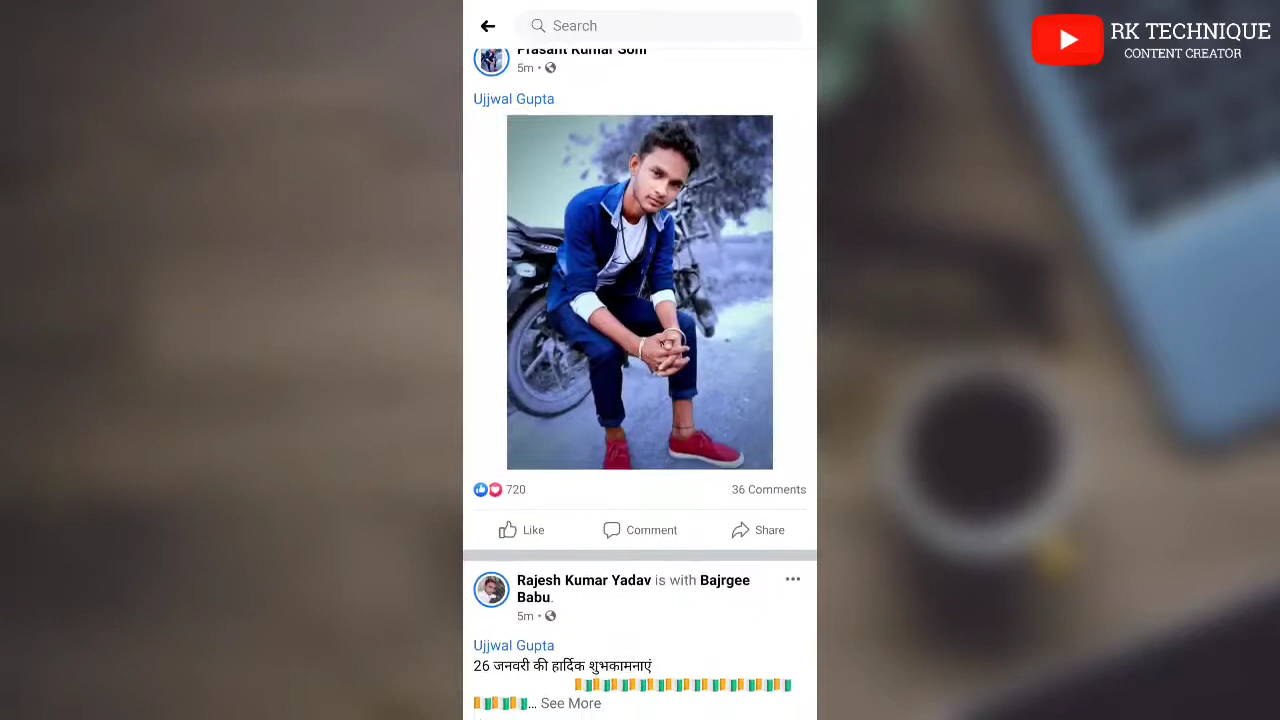 Search
RK TECHNIQUE
CONTENT CREATOR
Prasant Kumar Soni
5m •
Ujjwal Gupta
720
36 Comments
Like
Comment
Share
Rajesh Kumar Yadav is with Bajrgee
Babu.
5m •
Ujjwal Gupta
26 जनवरी की हार्दिक शुभकामनाएं
... See More